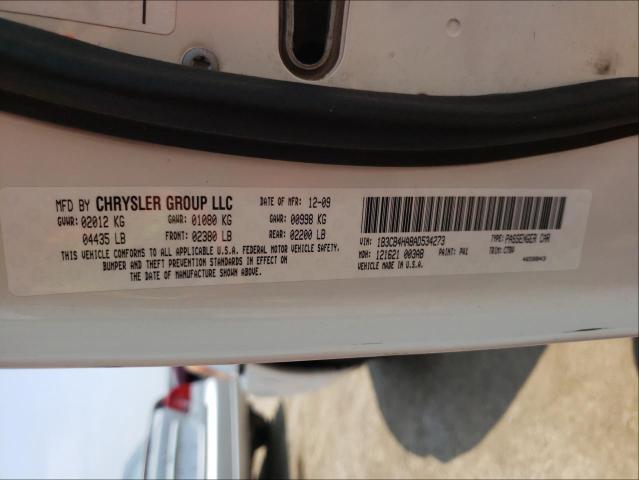 MFD BY CHRYSLER GROUP LLC DATE OF MFR: 12-09
GVWR: 02012 KG GAWR: 01080 KG GAWR: 00998 KG
04435 LB FRONT: 02380 LB REAR: 02200 LB
THIS VEHICLE CONFORMS TO ALL APPLICABLE U.S.A. FEDERAL MOTOR VEHICLE SAFETY,
BUMPER AND THEFT PREVENTION STANDARDS IN EFFECT ON
THE DATE OF MANUFACTURE SHOWN ABOVE.
VIN: 1B3CB4HA8AD534273 TYPE: PASSENGER CAR
MDH: 121621 003AB PAINT: PW1 TRIM: C7DV
VEHICLE MADE IN U.S.A.